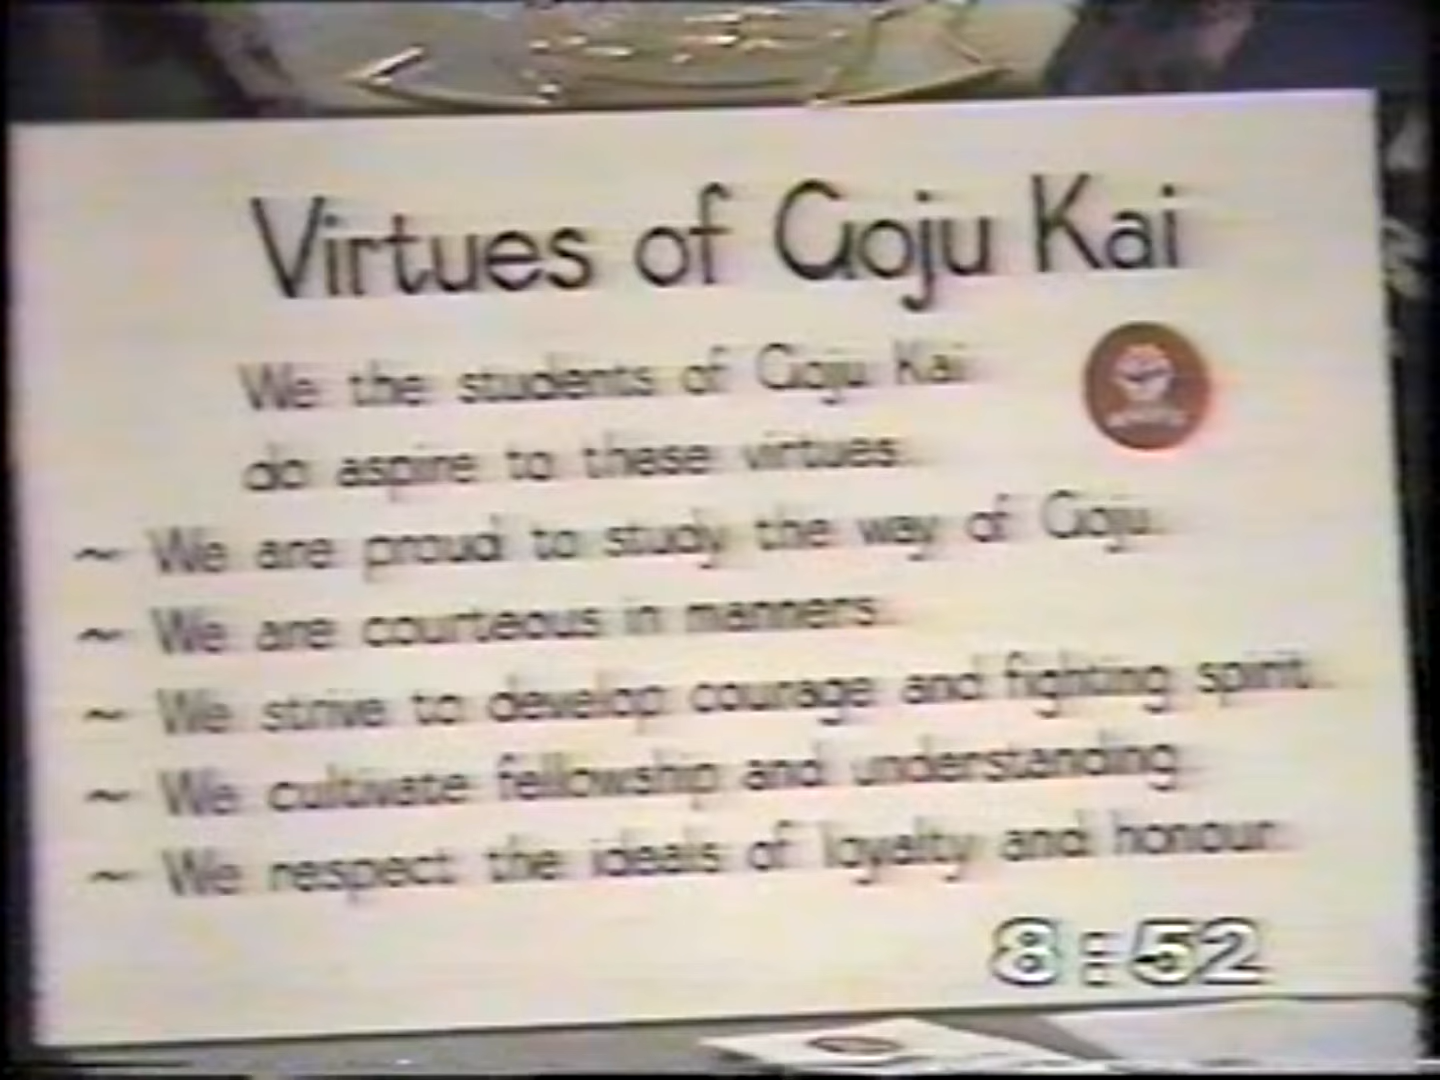 Virtues of Goju Kai
We the students of Goju Kai
do aspire to these virtues.
~ We are proud to study the way of Goju.
~ We are courteous in manners.
~ We strive to develop courage and fighting spirit.
~ We cultivate fellowship and understanding.
~ We respect the ideals of loyalty and honour.
8:52